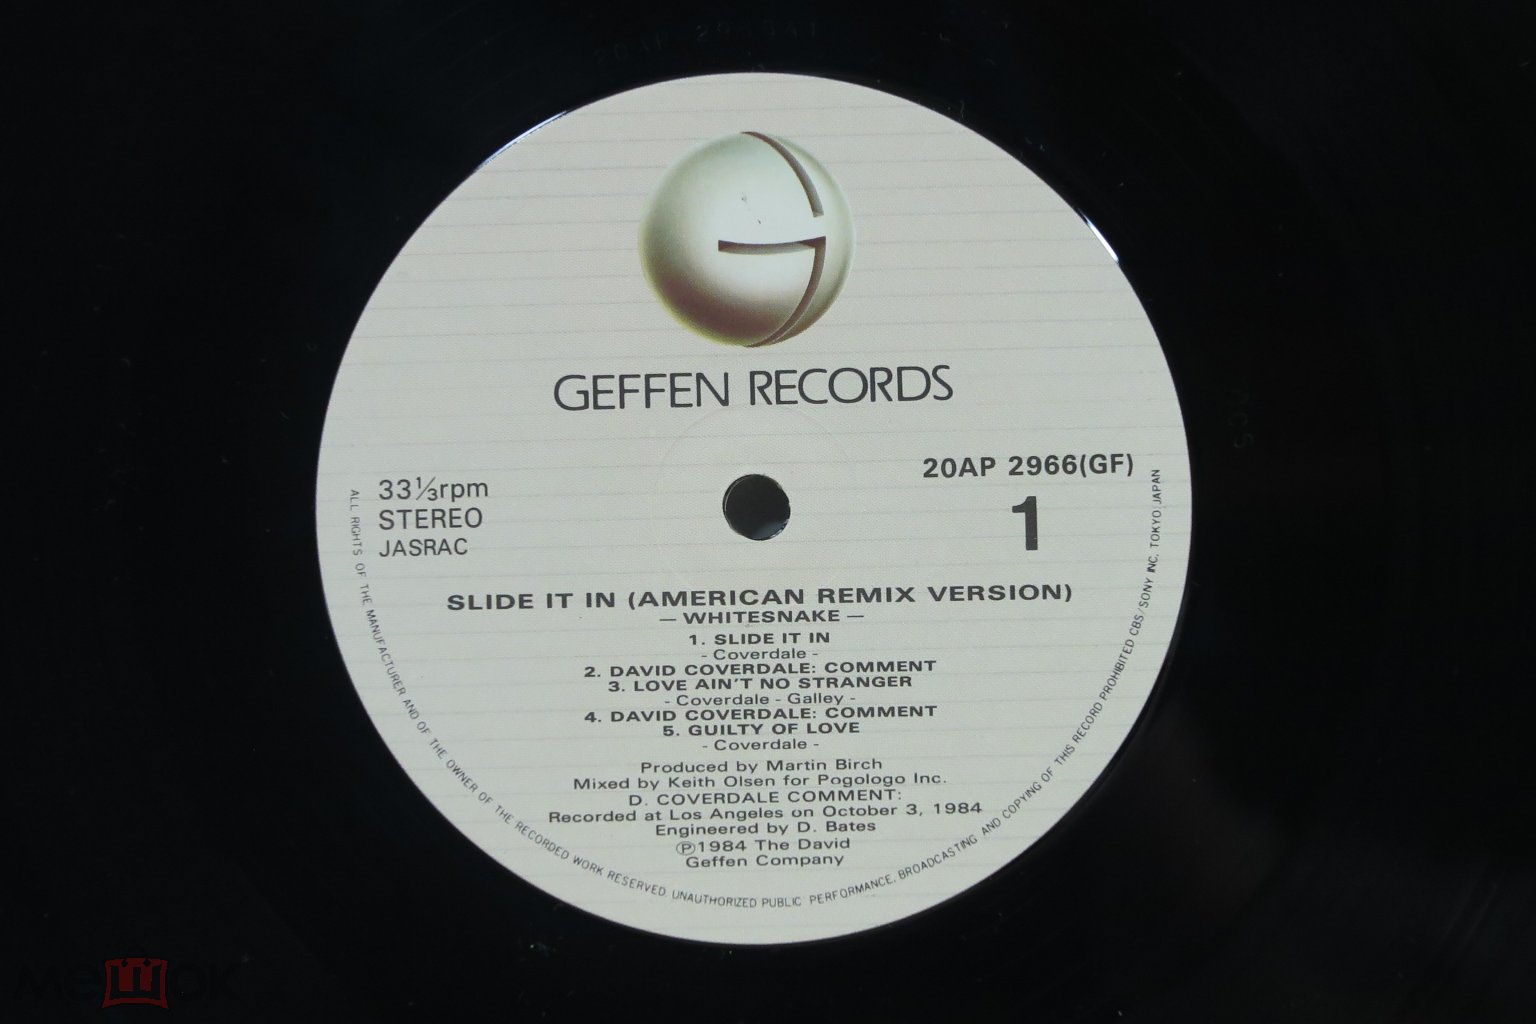 GEFFEN RECORDS
20AP 2966(GF)
1
33⅓rpm
STEREO
JASRAC
SLIDE IT IN (AMERICAN REMIX VERSION)
— WHITESNAKE —
1. SLIDE IT IN
- Coverdale -
2. DAVID COVERDALE: COMMENT
3. LOVE AIN'T NO STRANGER
- Coverdale - Galley -
4. DAVID COVERDALE: COMMENT
5. GUILTY OF LOVE
- Coverdale -
Produced by Martin Birch
Mixed by Keith Olsen for Pogologo Inc.
D. COVERDALE COMMENT:
Recorded at Los Angeles on October 3, 1984
Engineered by D. Bates
Ⓟ1984 The David
Geffen Company
ALL RIGHTS OF THE MANUFACTURER AND OF THE OWNER OF THE RECORDED WORK RESERVED. UNAUTHORIZED PUBLIC PERFORMANCE, BROADCASTING AND COPYING OF THIS RECORD PROHIBITED CBS/SONY INC. TOKYO, JAPAN
мешок